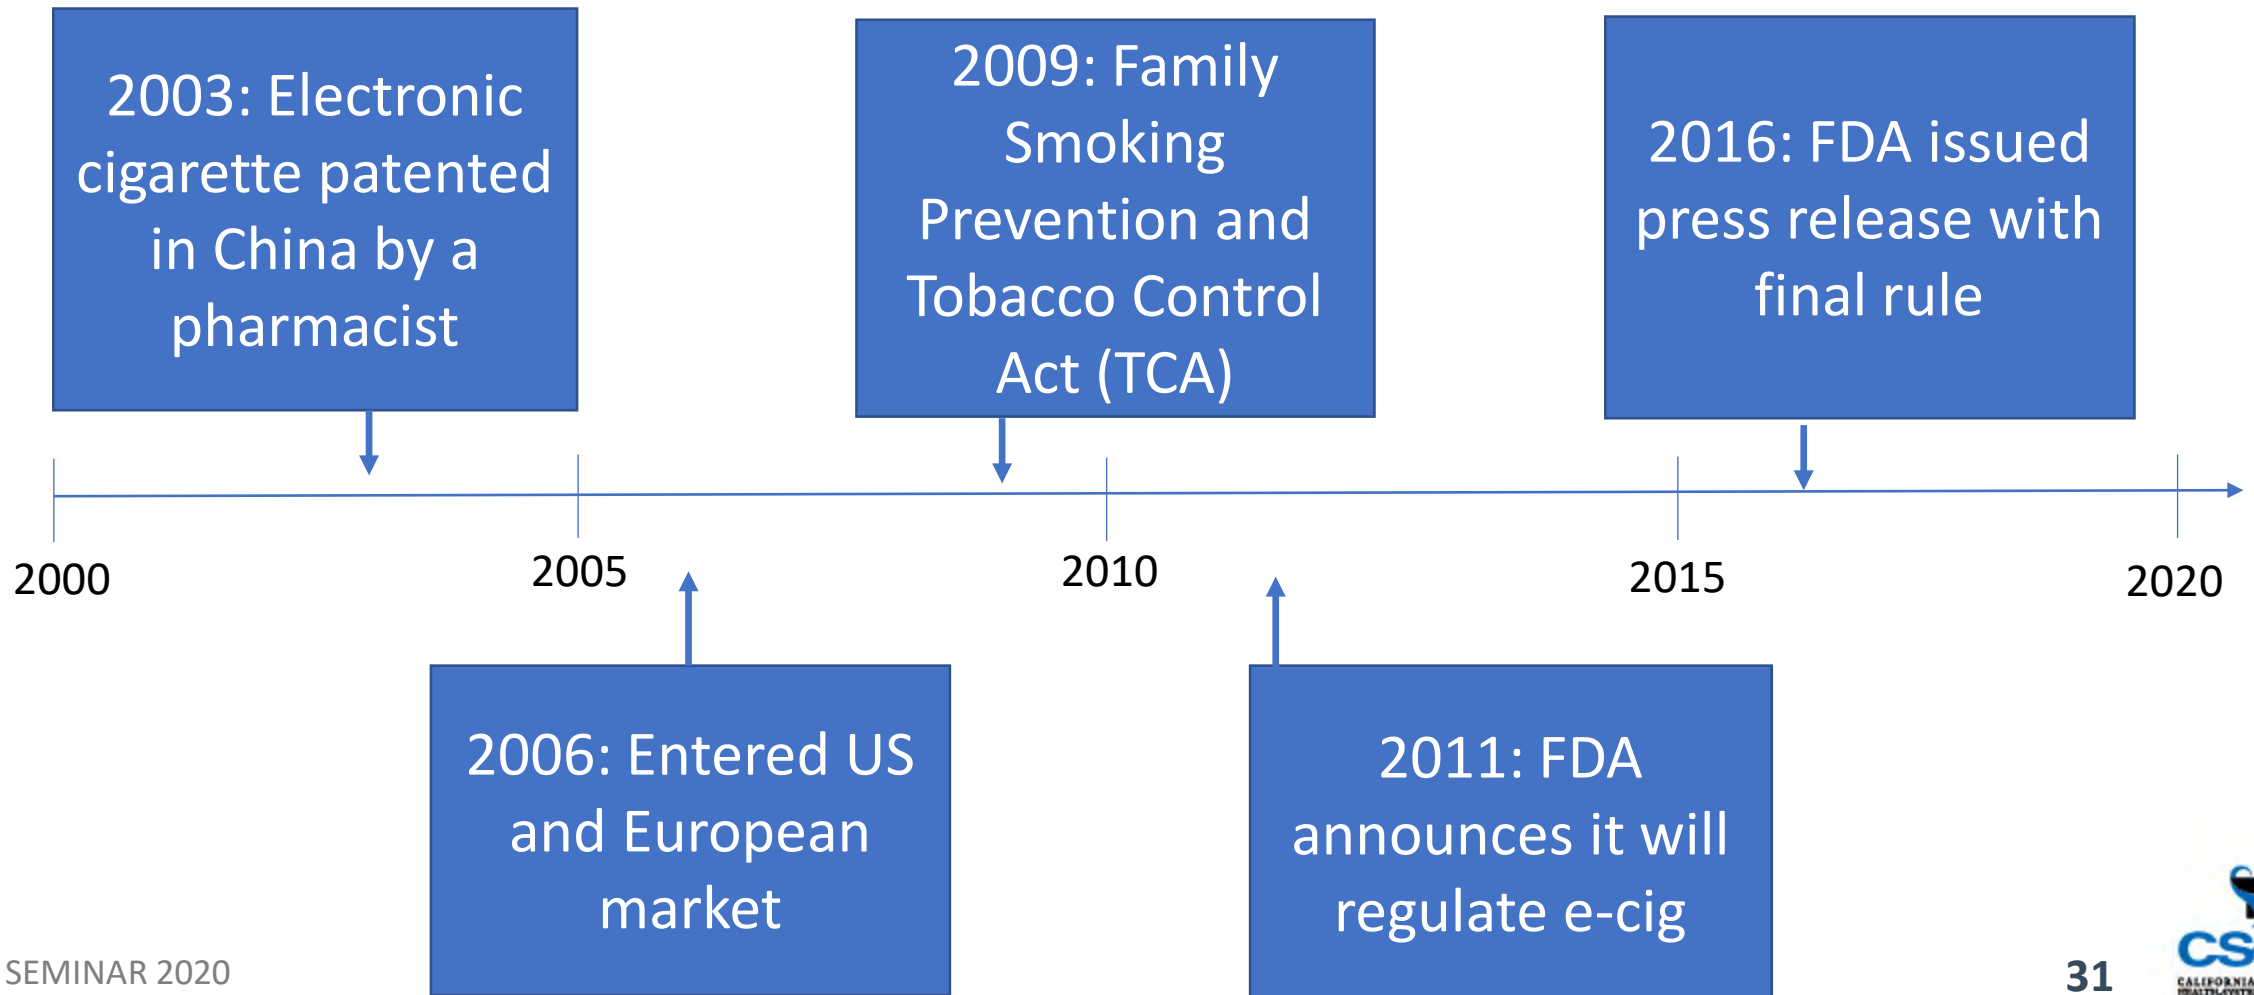 2003: Electronic
cigarette patented
in China by a
pharmacist
2009: Family
Smoking
Prevention and
Tobacco Control
Act (TCA)
2016: FDA issued
press release with
final rule
2000
2005
2010
2015
2020
2006: Entered US
and European
market
2011: FDA
announces it will
regulate e-cig
SEMINAR 2020
31
CALIFORNIA